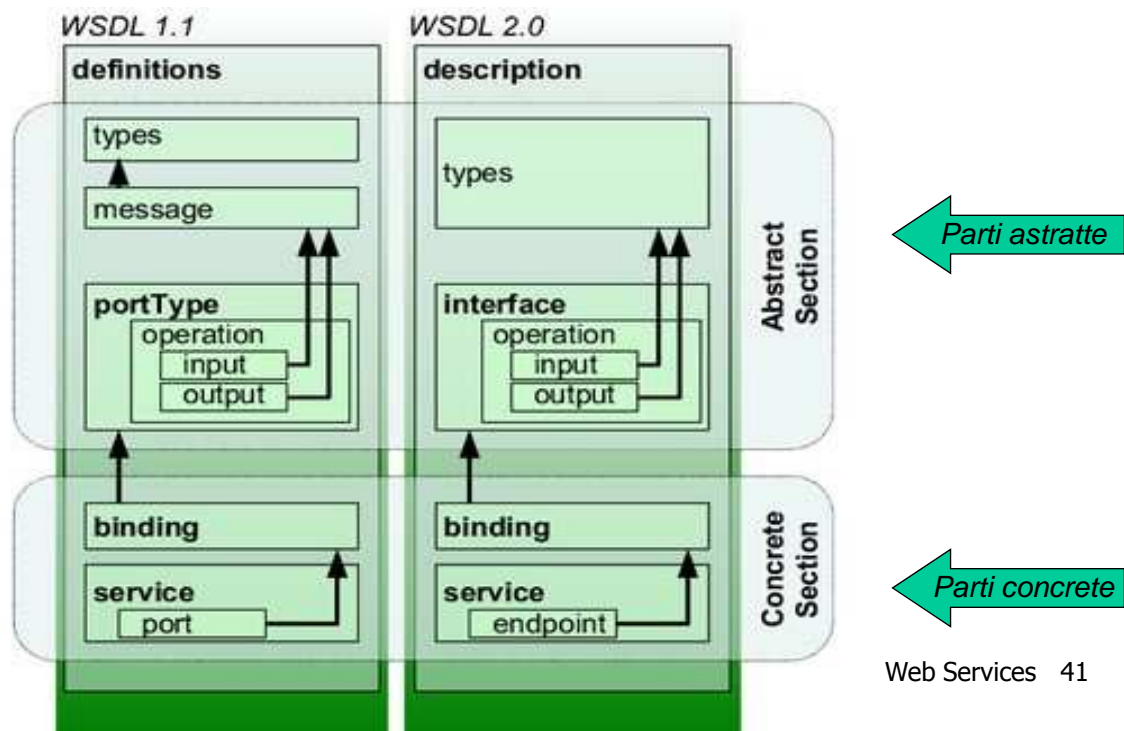 WSDL 1.1
definitions
types
message
portType
operation
input
output
binding
service
port
WSDL 2.0
description
types
interface
operation
input
output
binding
service
endpoint
Abstract
Section
Concrete
Section
Parti astratte
Parti concrete
Web Services 41